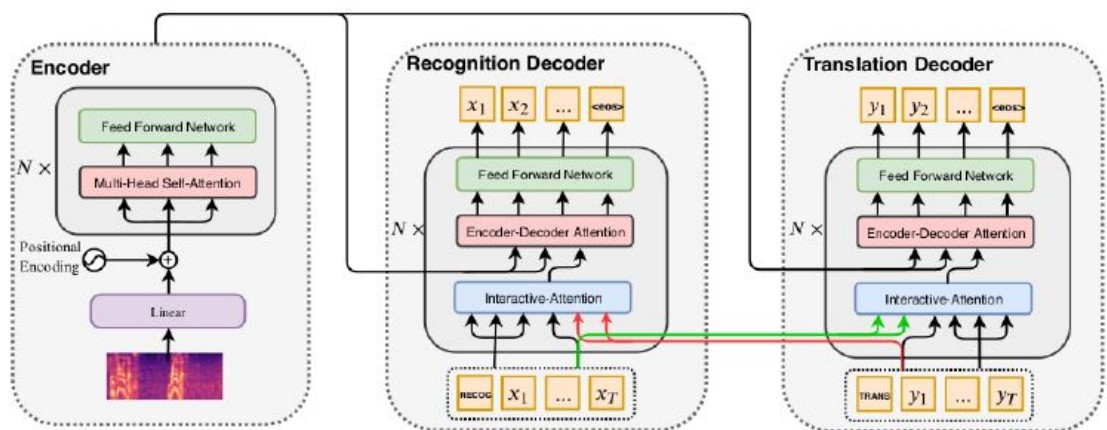 Encoder
Feed Forward Network
N ×
Multi-Head Self-Attention
Positional
Encoding
Linear
Recognition Decoder
x₁ x₂ ... <eos>
Feed Forward Network
N ×
Encoder-Decoder Attention
Interactive-Attention
RECOG x₁ ... x_T
Translation Decoder
y₁ y₂ ... <eos>
Feed Forward Network
N ×
Encoder-Decoder Attention
Interactive-Attention
TRANS y₁ ... y_T